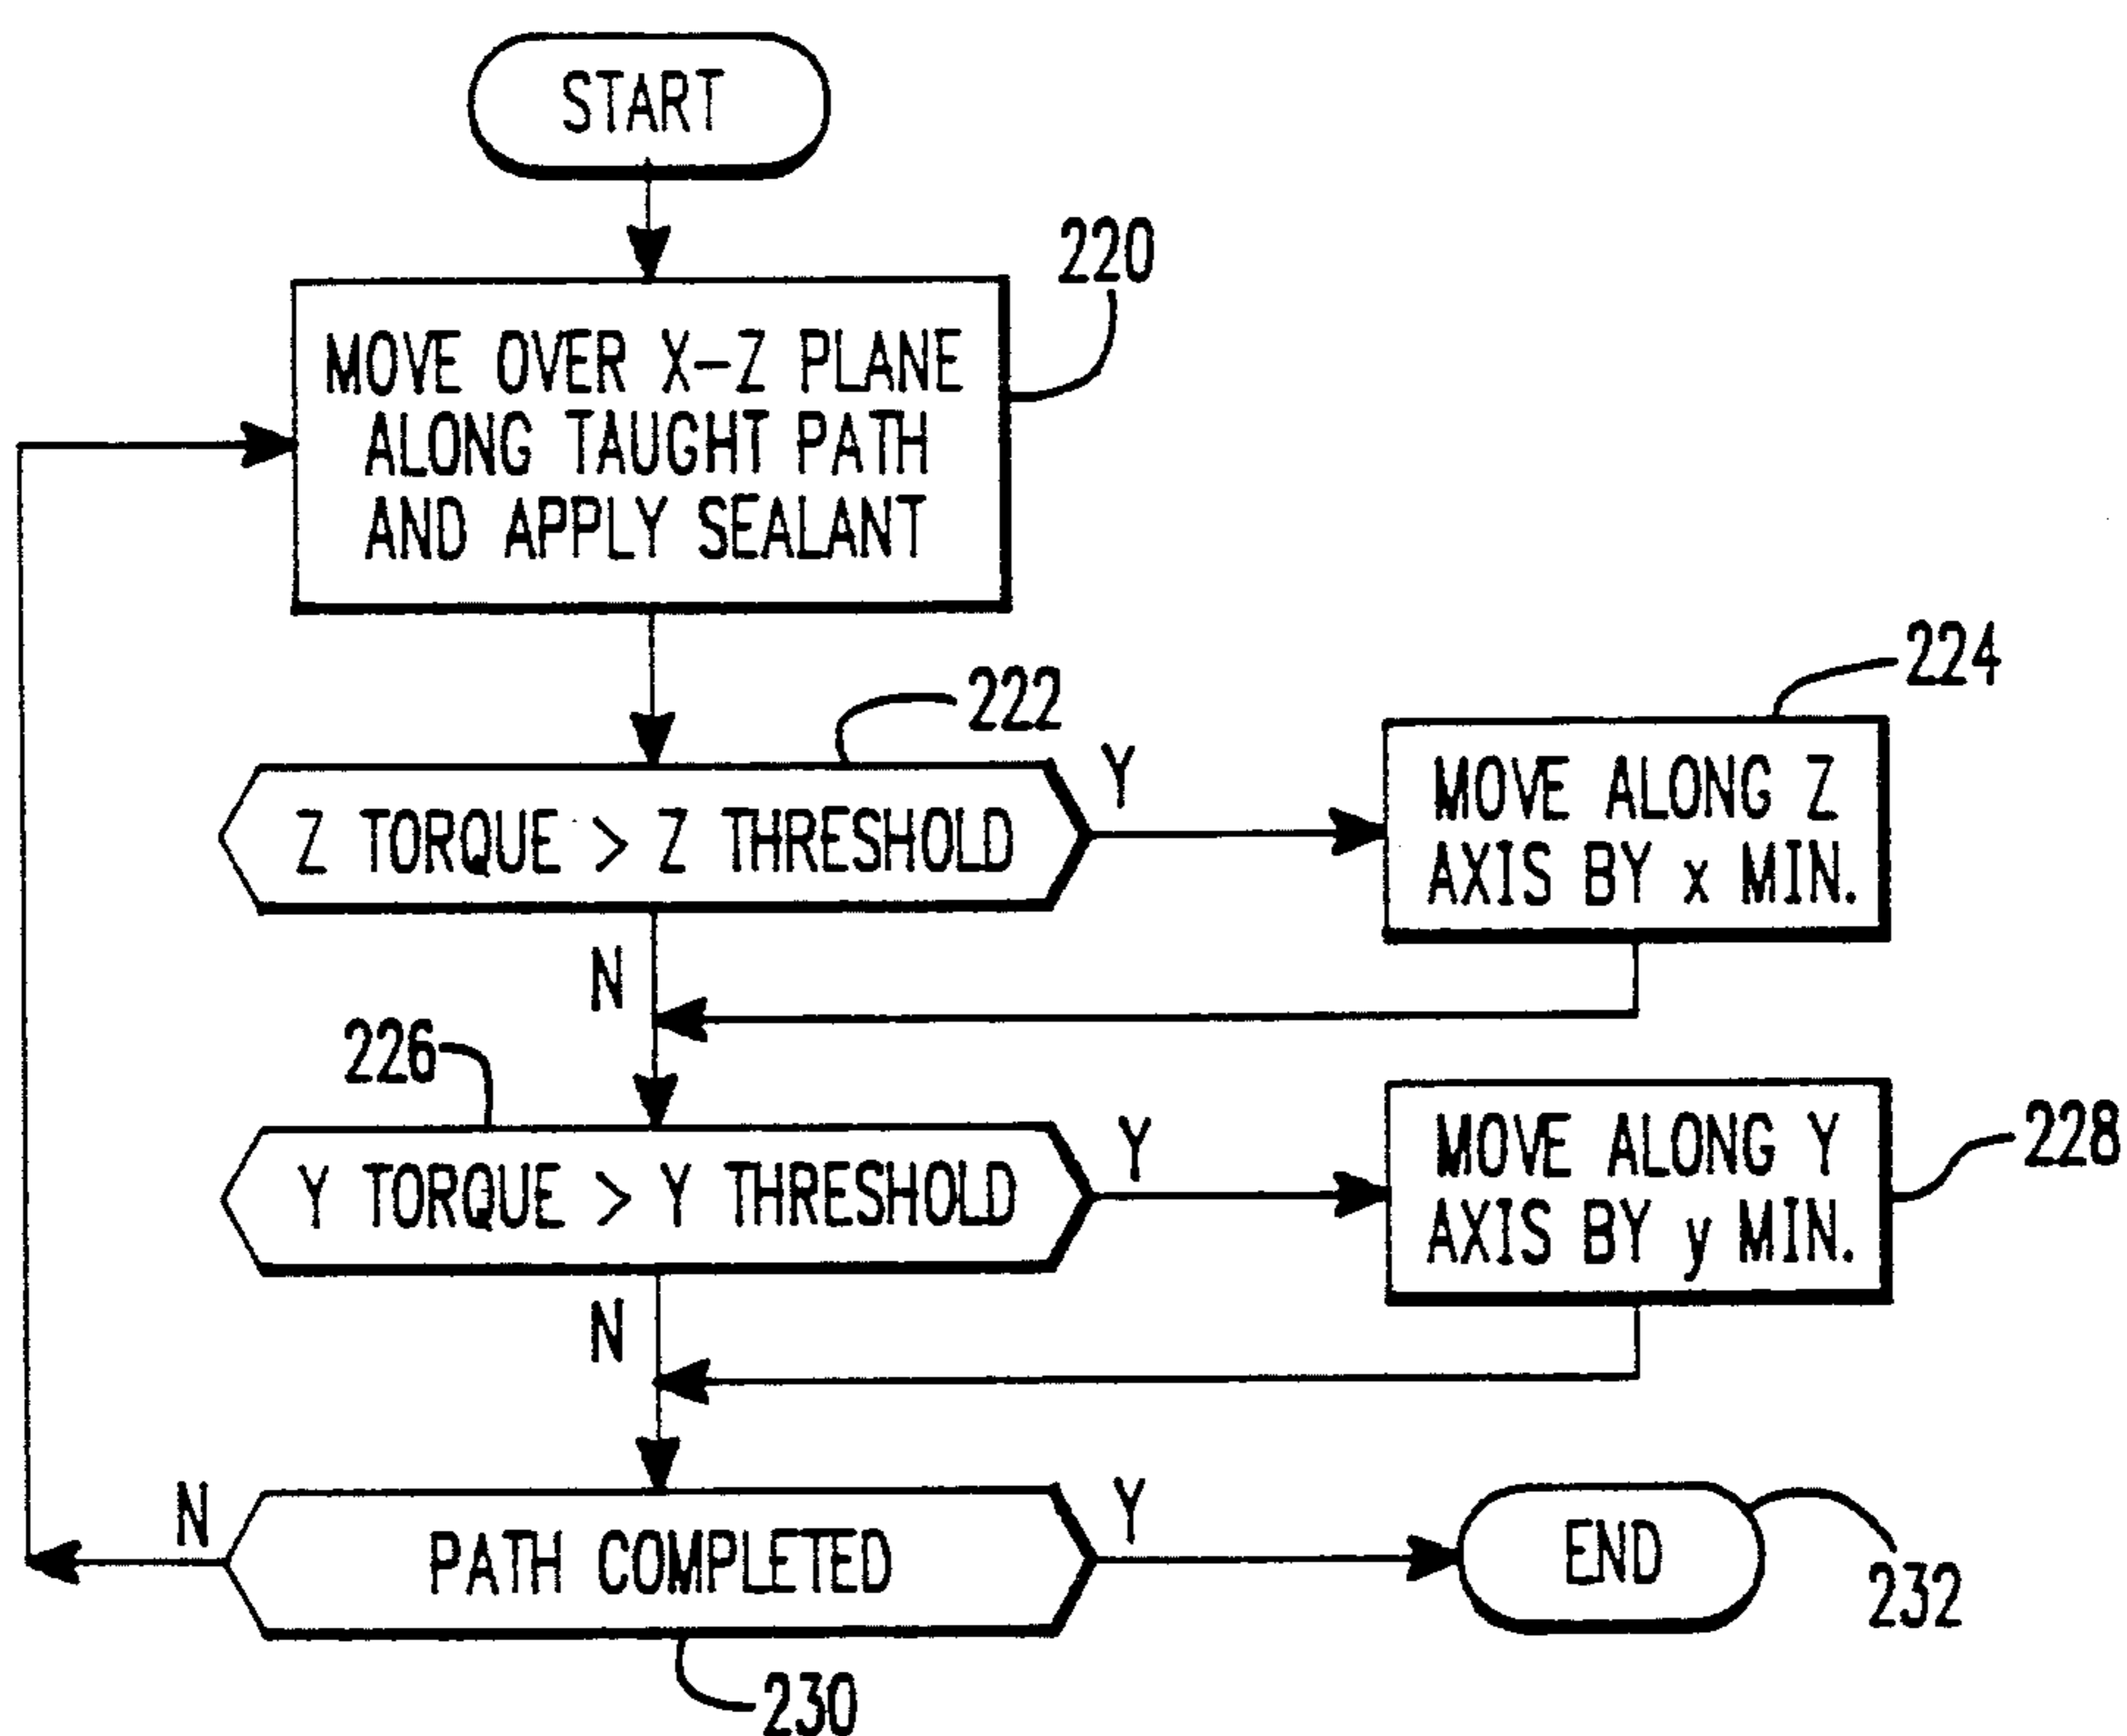 START
220
MOVE OVER X-Z PLANE
ALONG TAUGHT PATH
AND APPLY SEALANT
222
224
Z TORQUE > Z THRESHOLD
Y
MOVE ALONG Z
AXIS BY x MIN.
N
226
Y TORQUE > Y THRESHOLD
Y
MOVE ALONG Y
AXIS BY y MIN.
228
N
N
PATH COMPLETED
Y
END
232
230